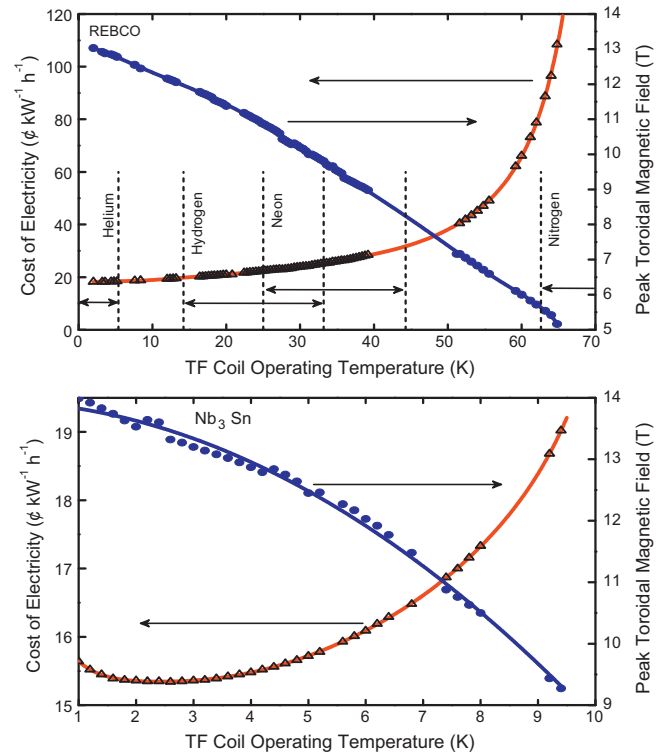 REBCO
Cost of Electricity (¢ kW⁻¹ h⁻¹)
120
100
80
60
40
20
0
Helium
Hydrogen
Neon
Nitrogen
14
13
12
11
10
9
8
7
6
5
Peak Toroidal Magnetic Field (T)
0 10 20 30 40 50 60 70
TF Coil Operating Temperature (K)
Nb₃ Sn
Cost of Electricity (¢ kW⁻¹ h⁻¹)
19
18
17
16
15
14
13
12
11
10
9
Peak Toroidal Magnetic Field (T)
1 2 3 4 5 6 7 8 9 10
TF Coil Operating Temperature (K)